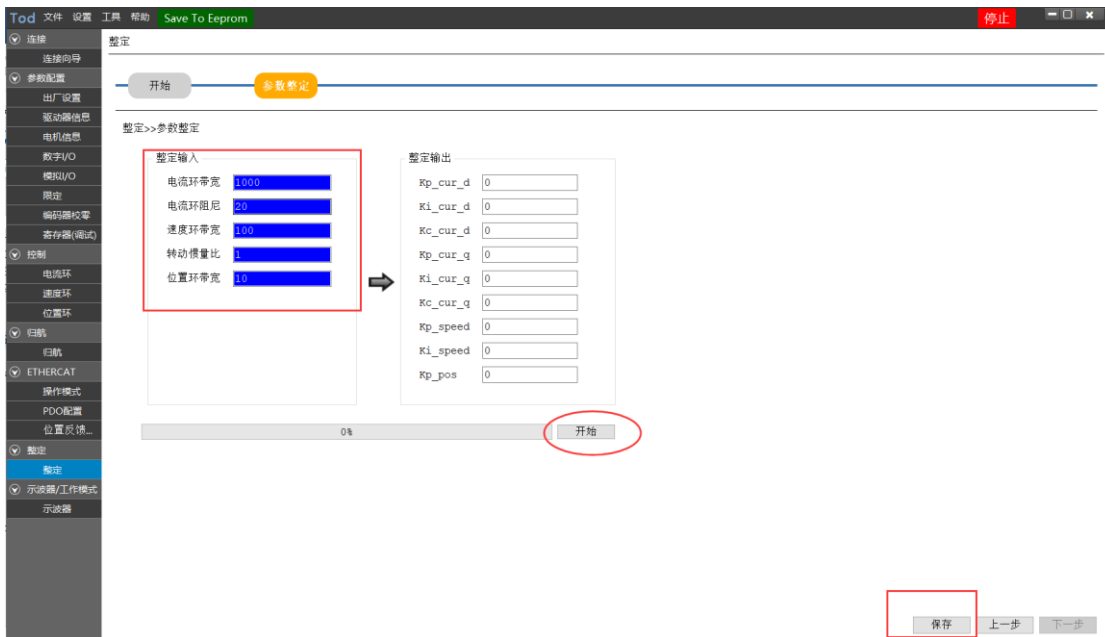 Tod 文件 设置 工具 帮助 Save To Eeprom 停止
连接
连接向导
参数配置
出厂设置
驱动器信息
电机信息
数字I/O
模拟I/O
限定
编码器校零
寄存器(调试)
控制
电流环
速度环
位置环
归航
归航
ETHERCAT
操作模式
PDO配置
位置反馈...
整定
整定
示波器/工作模式
示波器
整定
开始 参数整定
整定>>参数整定
整定输入
电流环带宽 1000
电流环阻尼 20
速度环带宽 100
转动惯量比 1
位置环带宽 10
整定输出
Kp_cur_d 0
Ki_cur_d 0
Kc_cur_d 0
Kp_cur_q 0
Ki_cur_q 0
Kc_cur_q 0
Kp_speed 0
Ki_speed 0
Kp_pos 0
0% 开始
保存 上一步 下一步